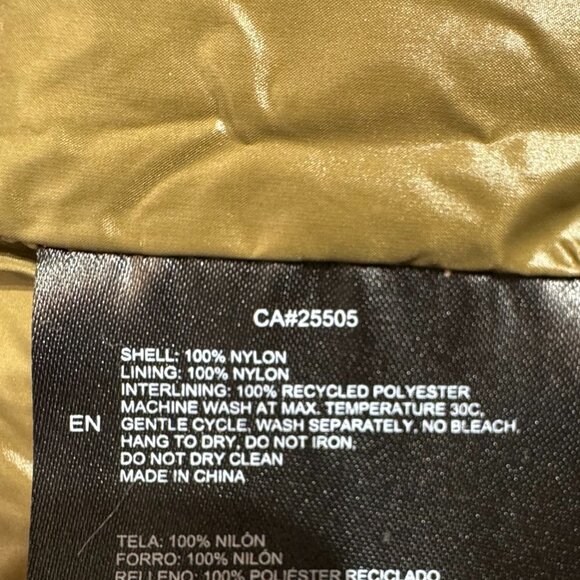 CA#25505
SHELL: 100% NYLON
LINING: 100% NYLON
INTERLINING: 100% RECYCLED POLYESTER
MACHINE WASH AT MAX. TEMPERATURE 30C,
EN GENTLE CYCLE, WASH SEPARATELY. NO BLEACH,
HANG TO DRY, DO NOT IRON,
DO NOT DRY CLEAN
MADE IN CHINA
TELA: 100% NILÓN
FORRO: 100% NILÓN
RELLENO: 100% POLIÉSTER RECICLADO